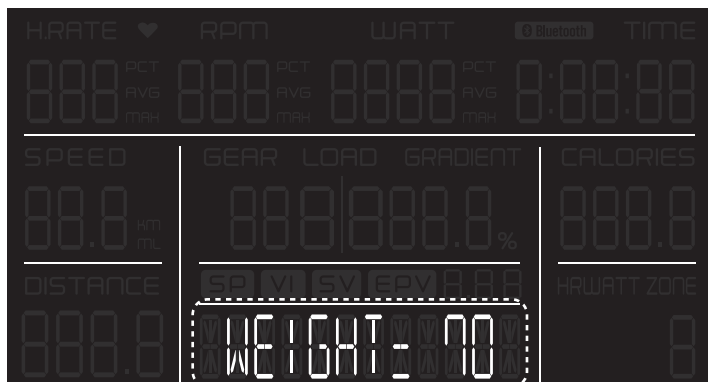 H.RATE RPM WATT Bluetooth TIME
888 PCT AVG MAX 888 PCT AVG MAX 8888 PCT AVG MAX 8:88:88
SPEED GEAR LOAD GRADIENT CALORIES
88.8 KM ML 888 888.8 % 888.8
DISTANCE SP VI SV EPV HRWATT ZONE
888.8 WEIGHT= 70 8